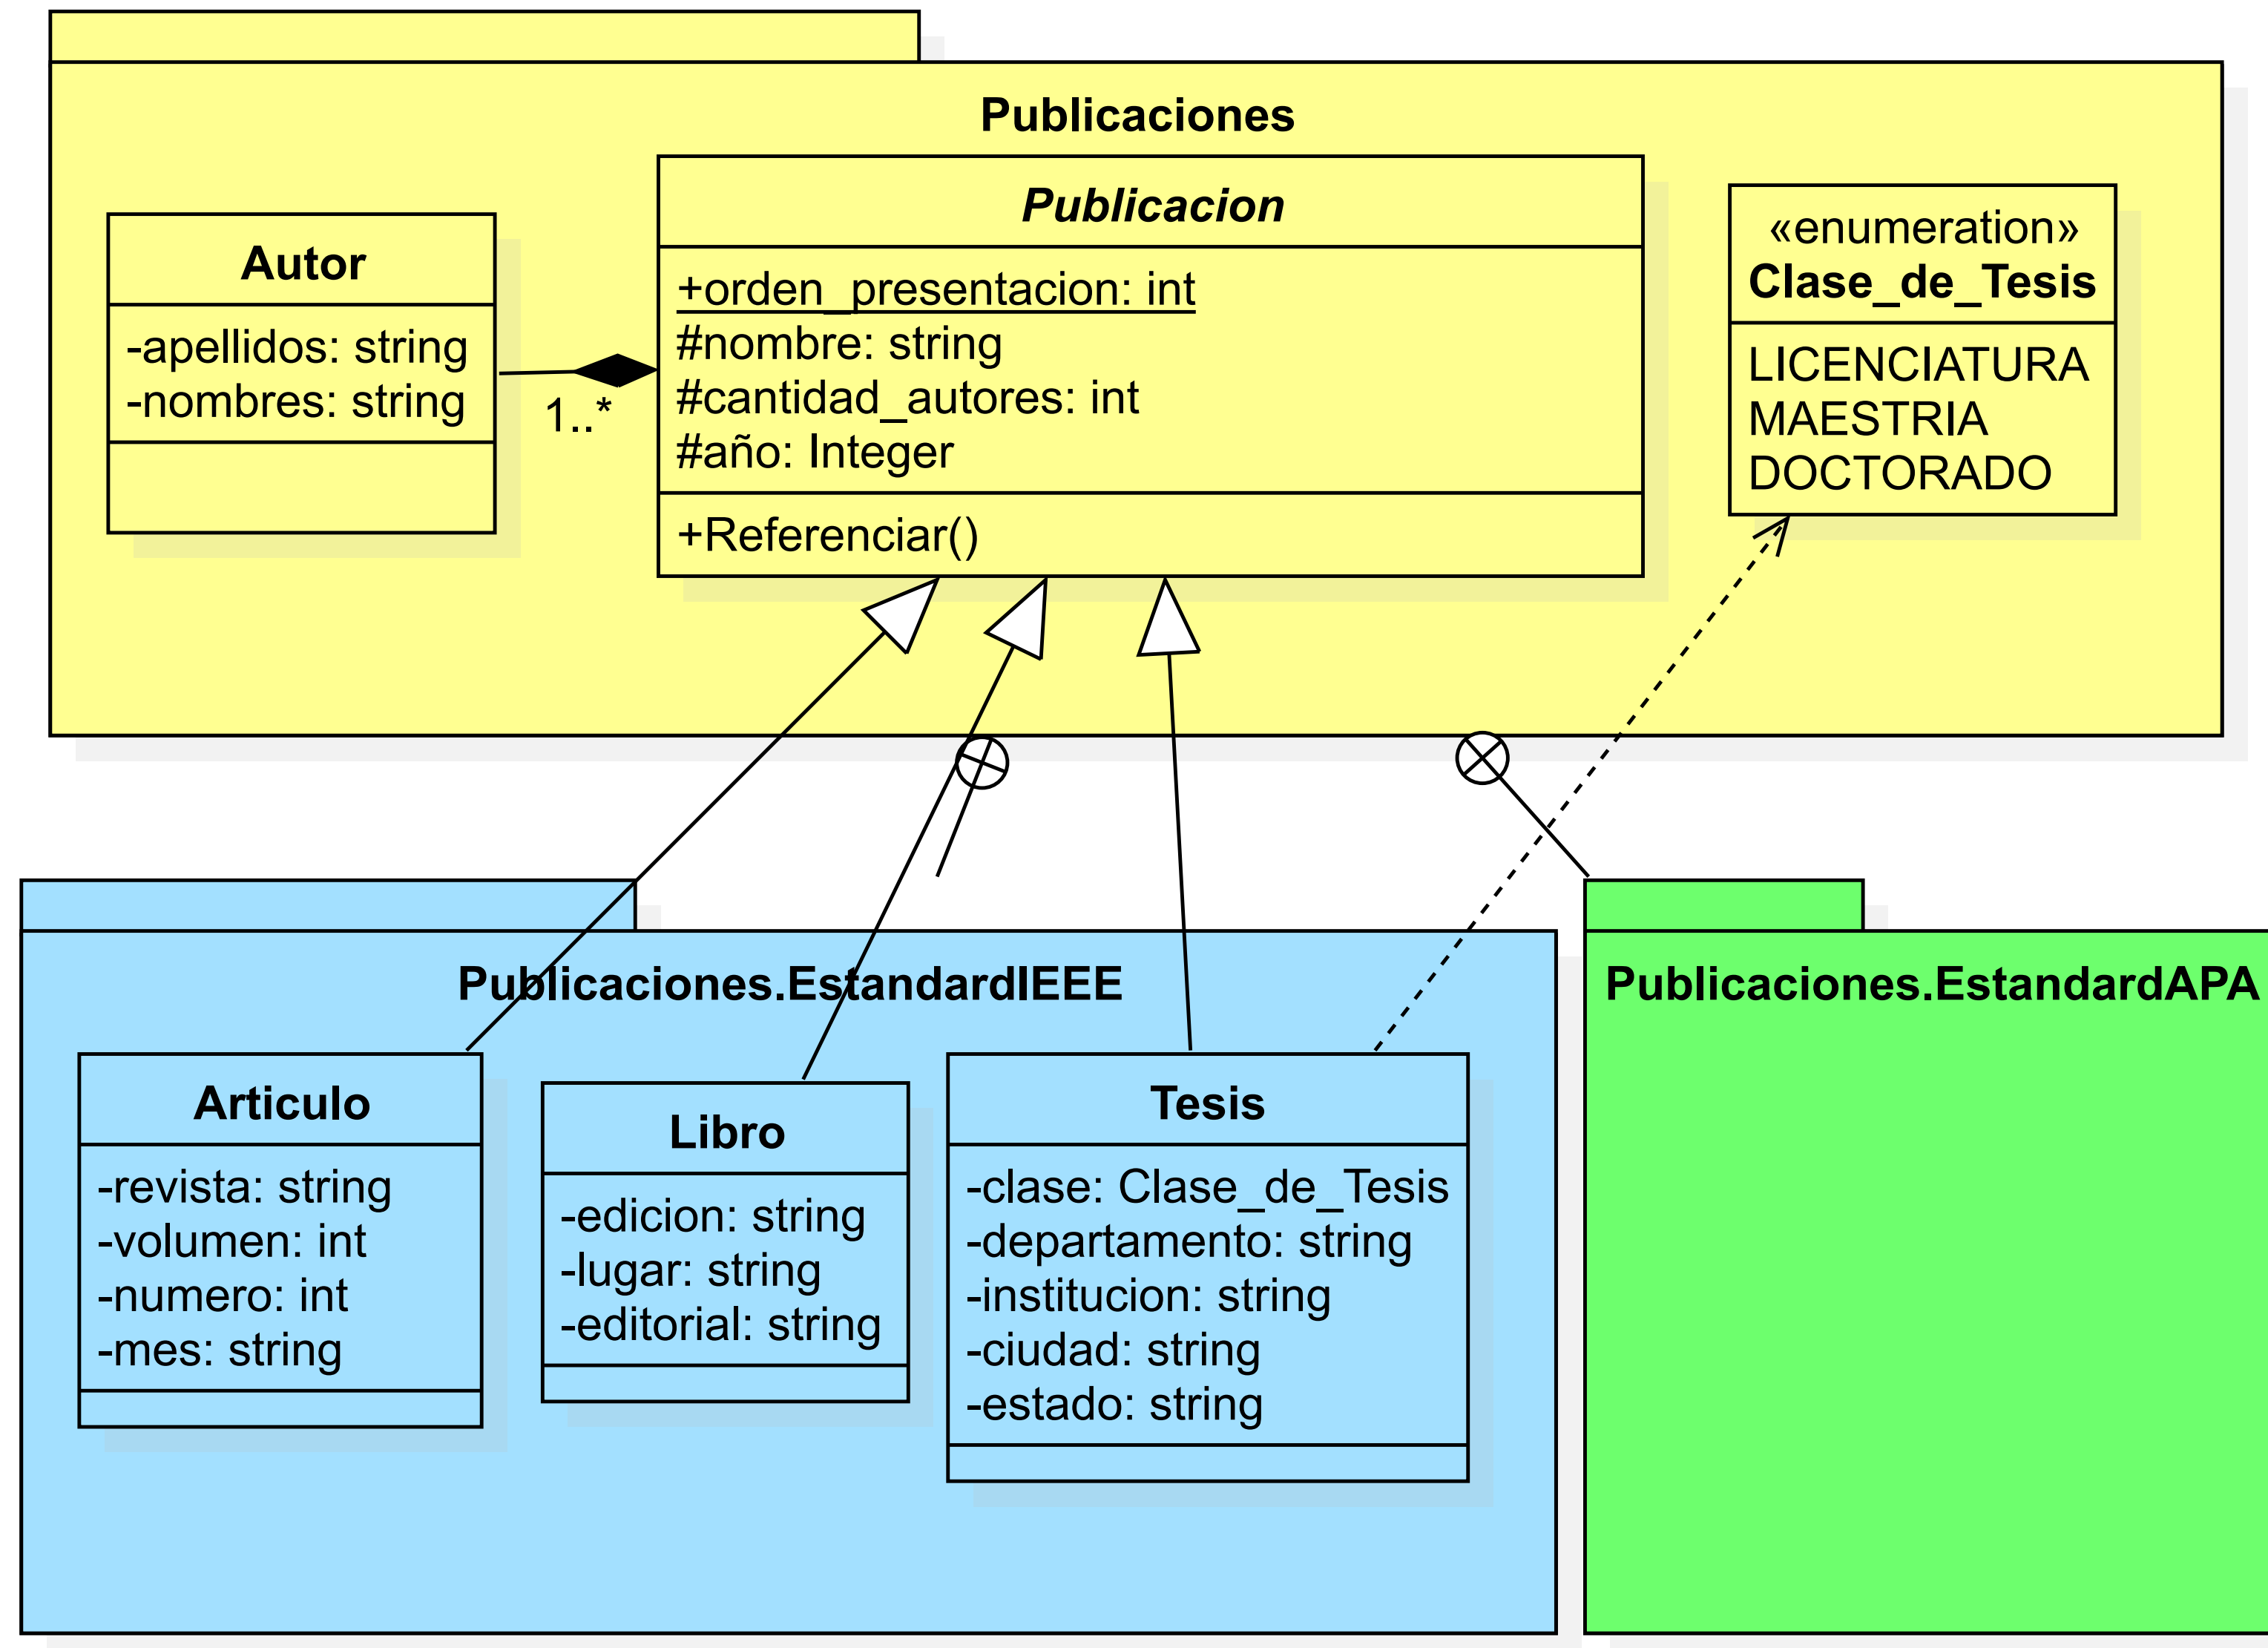 Publicaciones
Autor
-apellidos: string
-nombres: string
1..*
Publicacion
+orden_presentacion: int
#nombre: string
#cantidad_autores: int
#año: Integer
+Referenciar()
«enumeration»
Clase_de_Tesis
LICENCIATURA
MAESTRIA
DOCTORADO
Publicaciones.EstandardIEEE
Articulo
-revista: string
-volumen: int
-numero: int
-mes: string
Libro
-edicion: string
-lugar: string
-editorial: string
Tesis
-clase: Clase_de_Tesis
-departamento: string
-institucion: string
-ciudad: string
-estado: string
Publicaciones.EstandardAPA